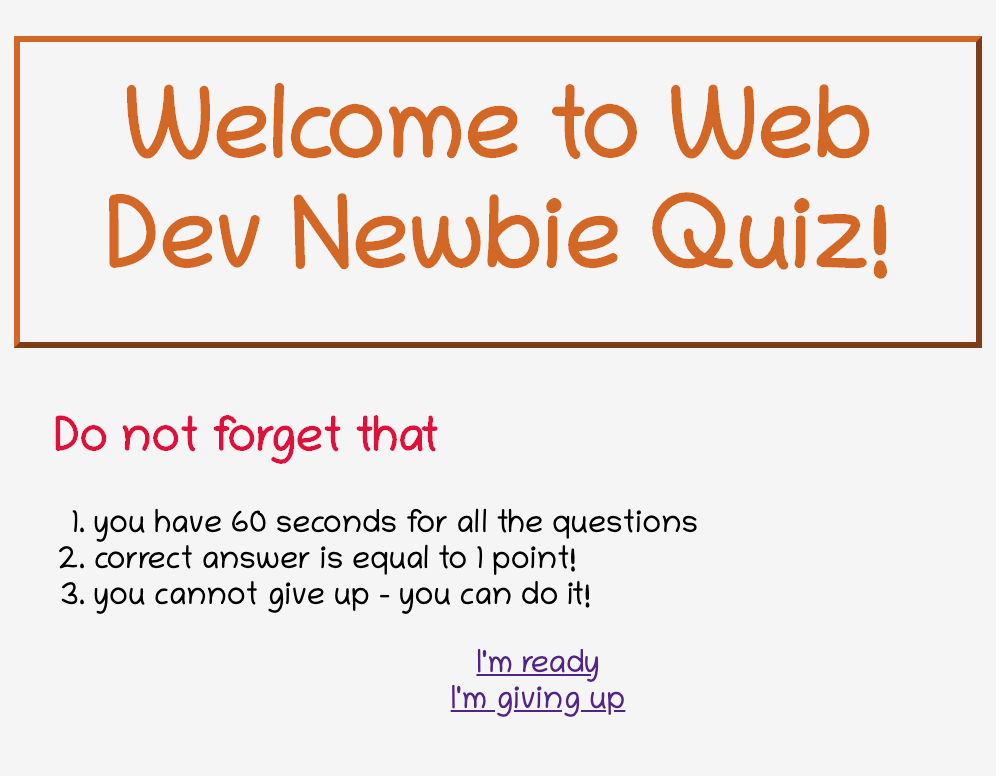 Welcome to Web
Dev Newbie Quiz!
Do not forget that
1. you have 60 seconds for all the questions
2. correct answer is equal to 1 point!
3. you cannot give up - you can do it!
I'm ready
I'm giving up